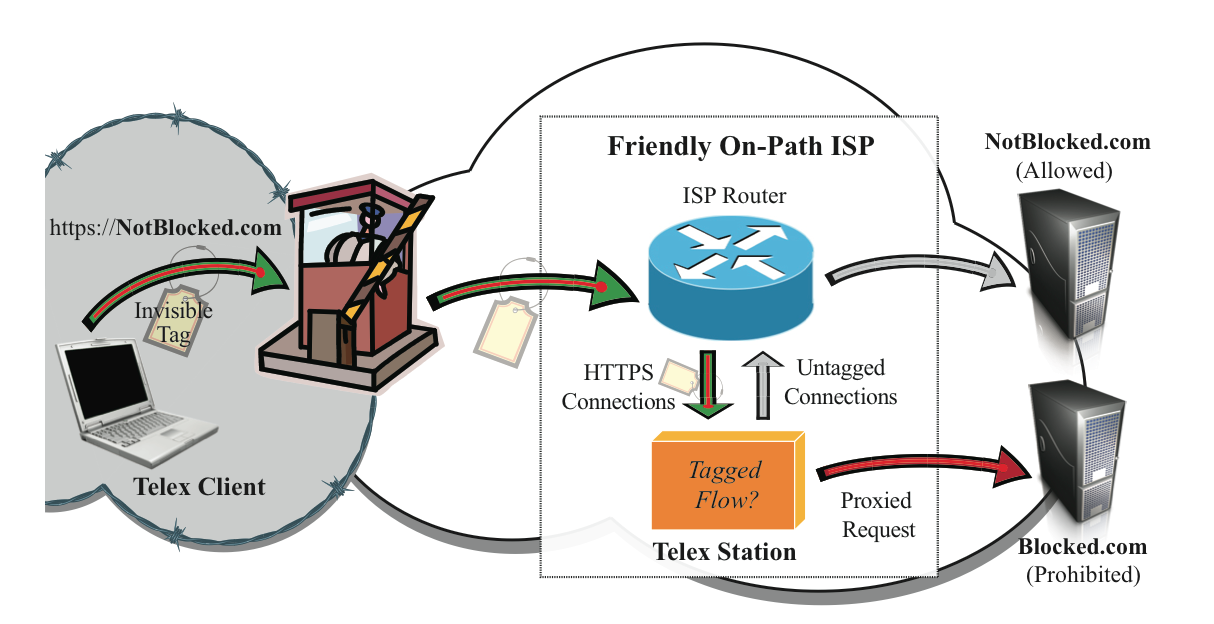 Friendly On-Path ISP
NotBlocked.com
(Allowed)
ISP Router
https://NotBlocked.com
Invisible
Tag
HTTPS
Connections
Untagged
Connections
Telex Client
Tagged
Flow?
Telex Station
Proxied
Request
Blocked.com
(Prohibited)